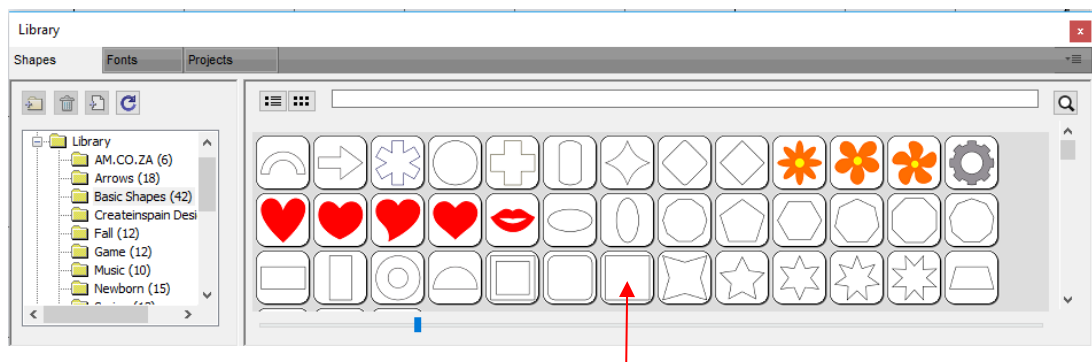 Library
x
Shapes Fonts Projects
Library
AM.CO.ZA (6)
Arrows (18)
Basic Shapes (42)
Createinspain Desi
Fall (12)
Game (12)
Music (10)
Newborn (15)